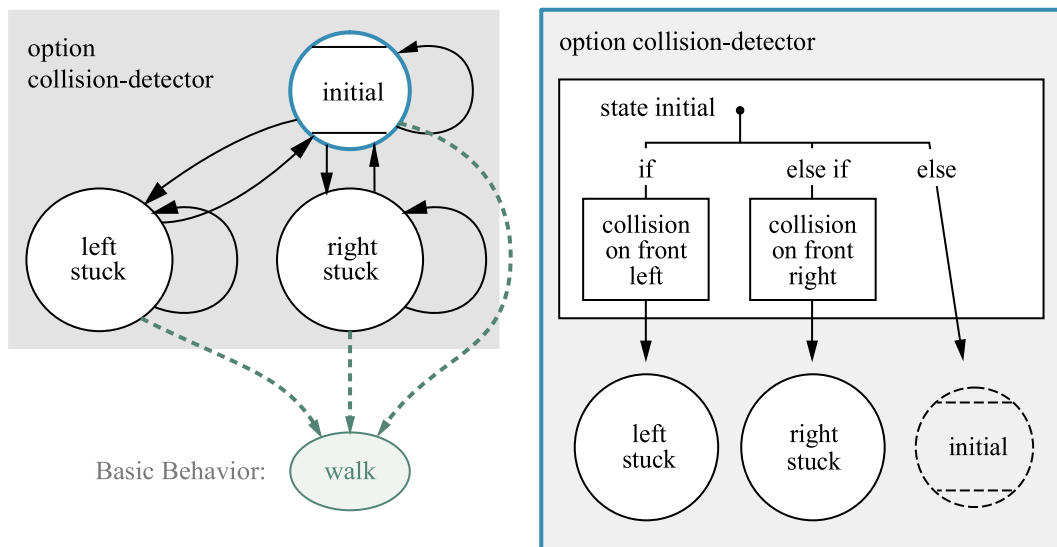 option
collision-detector
initial
left
stuck
right
stuck
Basic Behavior:
walk
option collision-detector
state initial
if
else if
else
collision
on front
left
collision
on front
right
left
stuck
right
stuck
initial